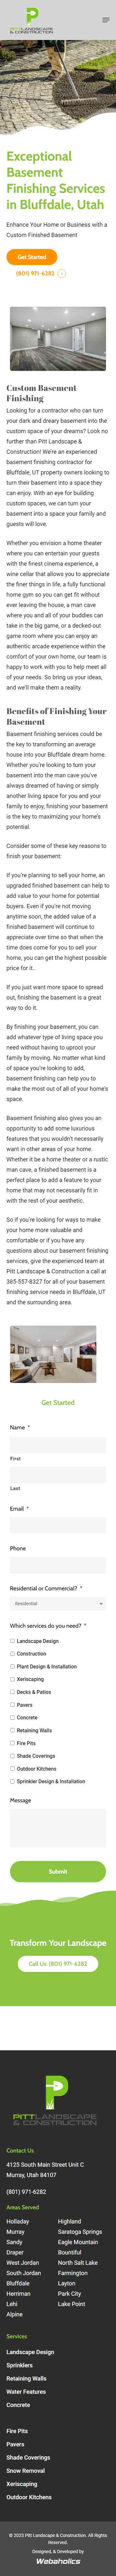 PITT LANDSCAPE
& CONSTRUCTION
Exceptional
Basement
Finishing Services
in Bluffdale, Utah
Enhance Your Home or Business with a
Custom Finished Basement
Get Started
(801) 971-6282
Custom Basement
Finishing
Looking for a contractor who can turn
your dark and dreary basement into the
custom space of your dreams? Look no
further than Pitt Landscape &
Construction! We're an experienced
basement finishing contractor for
Bluffdale, UT property owners looking to
turn their basement into a space they
can enjoy. With an eye for building
custom spaces, we can turn your
basement into a space your family and
guests will love.
Whether you envision a home theater
where you can entertain your guests
with the finest cinema experience, a
wine cellar that allows you to appreciate
the finer things in life, a fully functional
home gym so you can get fit without
ever leaving the house, a man cave
where you and all of your buddies can
take in the big game, or a decked-out
game room where you can enjoy an
authentic arcade experience within the
comfort of your own home, our team is
ready to work with you to help meet all
of your needs. So bring us your ideas,
and we'll make them a reality.
Benefits of Finishing Your
Basement
Basement finishing services could be
the key to transforming an average
house into your Bluffdale dream home.
Whether you're looking to turn your
basement into the man cave you've
always dreamed of having or simply
another living space for you and your
family to enjoy, finishing your basement
is the key to maximizing your home's
potential.
Consider some of these key reasons to
finish your basement:
If you're planning to sell your home, an
upgraded basement can help to add
value to your home for potential
buyers. Even if you're not moving
anytime soon, the added value of a
finished basement will continue to
accumulate over time so that when the
time does come for you to sell your
home, you can get the highest possible
price for it..
If you just want more space to spread
out, finishing the basement is a great
way to do it.
By finishing your basement, you can
add whatever type of living space you
need without having to uproot your
family by moving. No matter what kind
of space you're looking to add,
basement finishing can help you to
make the most out of all of your home's
space.
Basement finishing also gives you an
opportunity to add some luxurious
features that you wouldn't necessarily
want in other areas of your home.
Whether it be a home theater or a rustic
man cave, a finished basement is the
perfect place to add a feature to your
home that may not necessarily fit in
with the rest of your aesthetic.
So if you're looking for ways to make
your home more valuable and
comfortable or if you have any
questions about our basement finishing
services, give the experienced team at
Pitt Landscape & Construction a call at
385-557-8327 for all of your basement
finishing service needs in Bluffdale, UT
and the surrounding area.
Get Started
Name *
First
Last
Email *
Phone
Residential or Commercial? *
Residential
Which services do you need? *
Landscape Design
Construction
Plant Design & Installation
Xeriscaping
Decks & Patios
Pavers
Concrete
Retaining Walls
Fire Pits
Shade Coverings
Outdoor Kitchens
Sprinkler Design & Installation
Message
Submit
Transform Your Landscape
Call Us: (801) 971-6282
PITTLANDSCAPE
& CONSTRUCTION
Contact Us
4125 South Main Street Unit C
Murray, Utah 84107
(801) 971-6282
Areas Served
Holladay
Murray
Sandy
Draper
West Jordan
South Jordan
Bluffdale
Herriman
Lehi
Alpine
Highland
Saratoga Springs
Eagle Mountain
Bountiful
North Salt Lake
Farmington
Layton
Park City
Lake Point
Services
Landscape Design
Sprinklers
Retaining Walls
Water Features
Concrete
Fire Pits
Pavers
Shade Coverings
Snow Removal
Xeriscaping
Outdoor Kitchens
© 2023 Pitt Landscape & Construction. All Rights
Reserved.
Designed, & Developed by
Webaholics